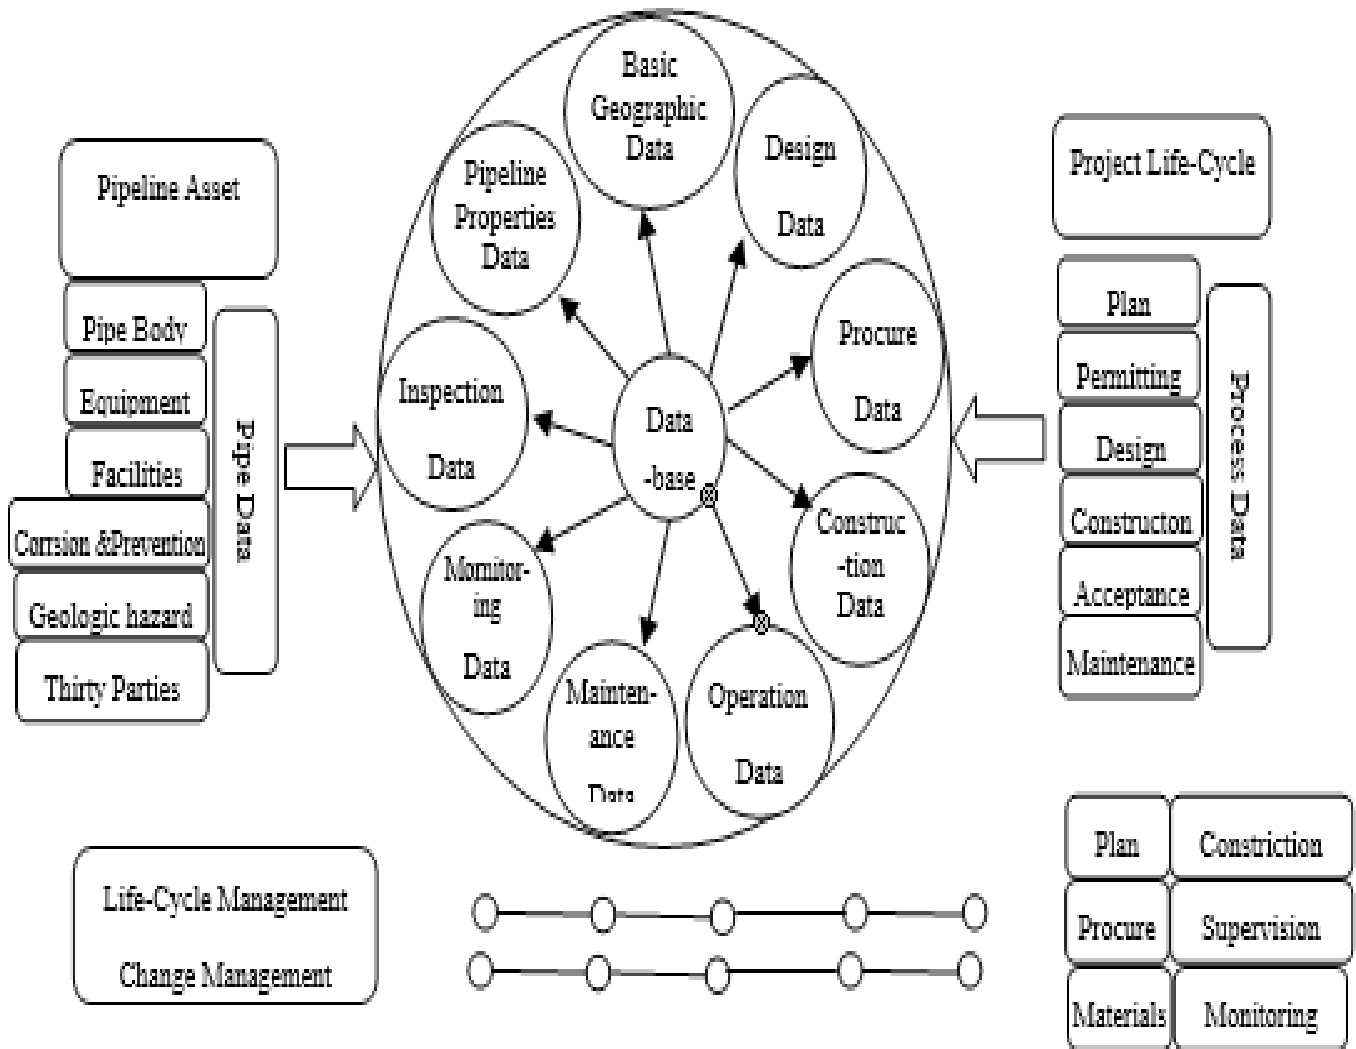 Basic
Geographic
Data
Design
Data
Pipeline
Properties
Data
Procure
Data
Inspection
Data
Data
-base
Construc
-tion
Data
Momitor-
ing
Data
Mainten-
ance
Data
Operation
Data
Pipeline Asset
Pipe Body
Equipment
Facilities
Corrsion &Prevention
Geologic hazard
Thirty Parties
Pipe Data
Project Life-Cycle
Plan
Permitting
Design
Constructon
Acceptance
Maintenance
Process Data
Life-Cycle Management
Change Management
Plan
Constriction
Procure
Supervision
Materials
Monitoring